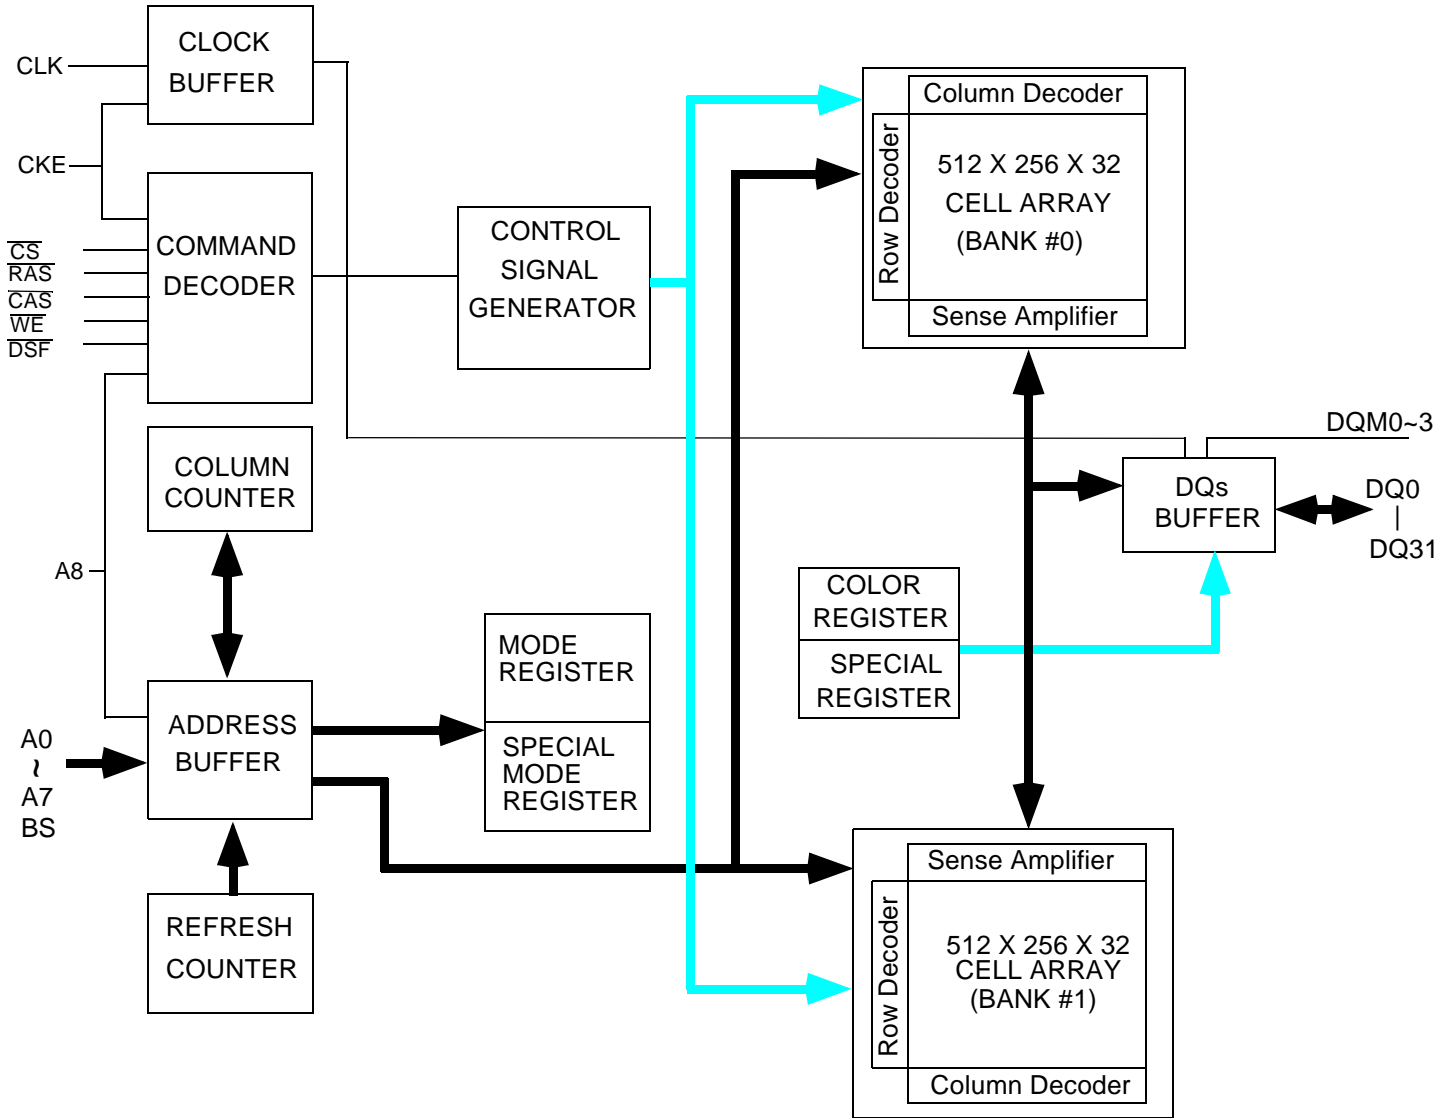 CLK
CKE
CS
RAS
CAS
WE
DSF
A8
A0
~
A7
BS
CLOCK
BUFFER
COMMAND
DECODER
COLUMN
COUNTER
ADDRESS
BUFFER
REFRESH
COUNTER
CONTROL
SIGNAL
GENERATOR
MODE
REGISTER
SPECIAL
MODE
REGISTER
Column Decoder
Row Decoder
512 X 256 X 32
CELL ARRAY
(BANK #0)
Sense Amplifier
DQM0~3
DQs
BUFFER
DQ0
|
DQ31
COLOR
REGISTER
SPECIAL
REGISTER
Sense Amplifier
Row Decoder
512 X 256 X 32
CELL ARRAY
(BANK #1)
Column Decoder